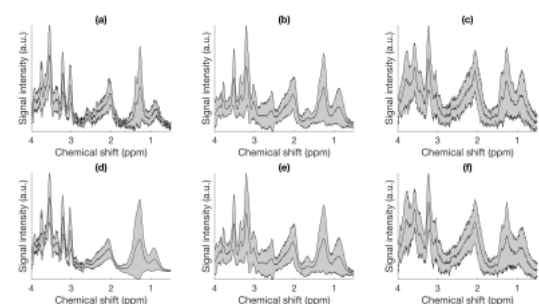 (a)
(b)
(c)
Signal intensity (a.u.)
Signal intensity (a.u.)
Signal intensity (a.u.)
4 3 2 1
4 3 2 1
4 3 2 1
Chemical shift (ppm)
Chemical shift (ppm)
Chemical shift (ppm)
(d)
(e)
(f)
Signal intensity (a.u.)
Signal intensity (a.u.)
Signal intensity (a.u.)
4 3 2 1
4 3 2 1
4 3 2 1
Chemical shift (ppm)
Chemical shift (ppm)
Chemical shift (ppm)